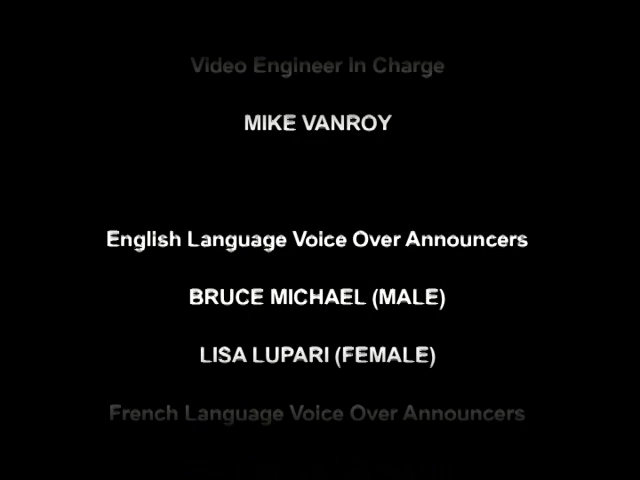 Video Engineer In Charge
MIKE VANROY
English Language Voice Over Announcers
BRUCE MICHAEL (MALE)
LISA LUPARI (FEMALE)
French Language Voice Over Announcers